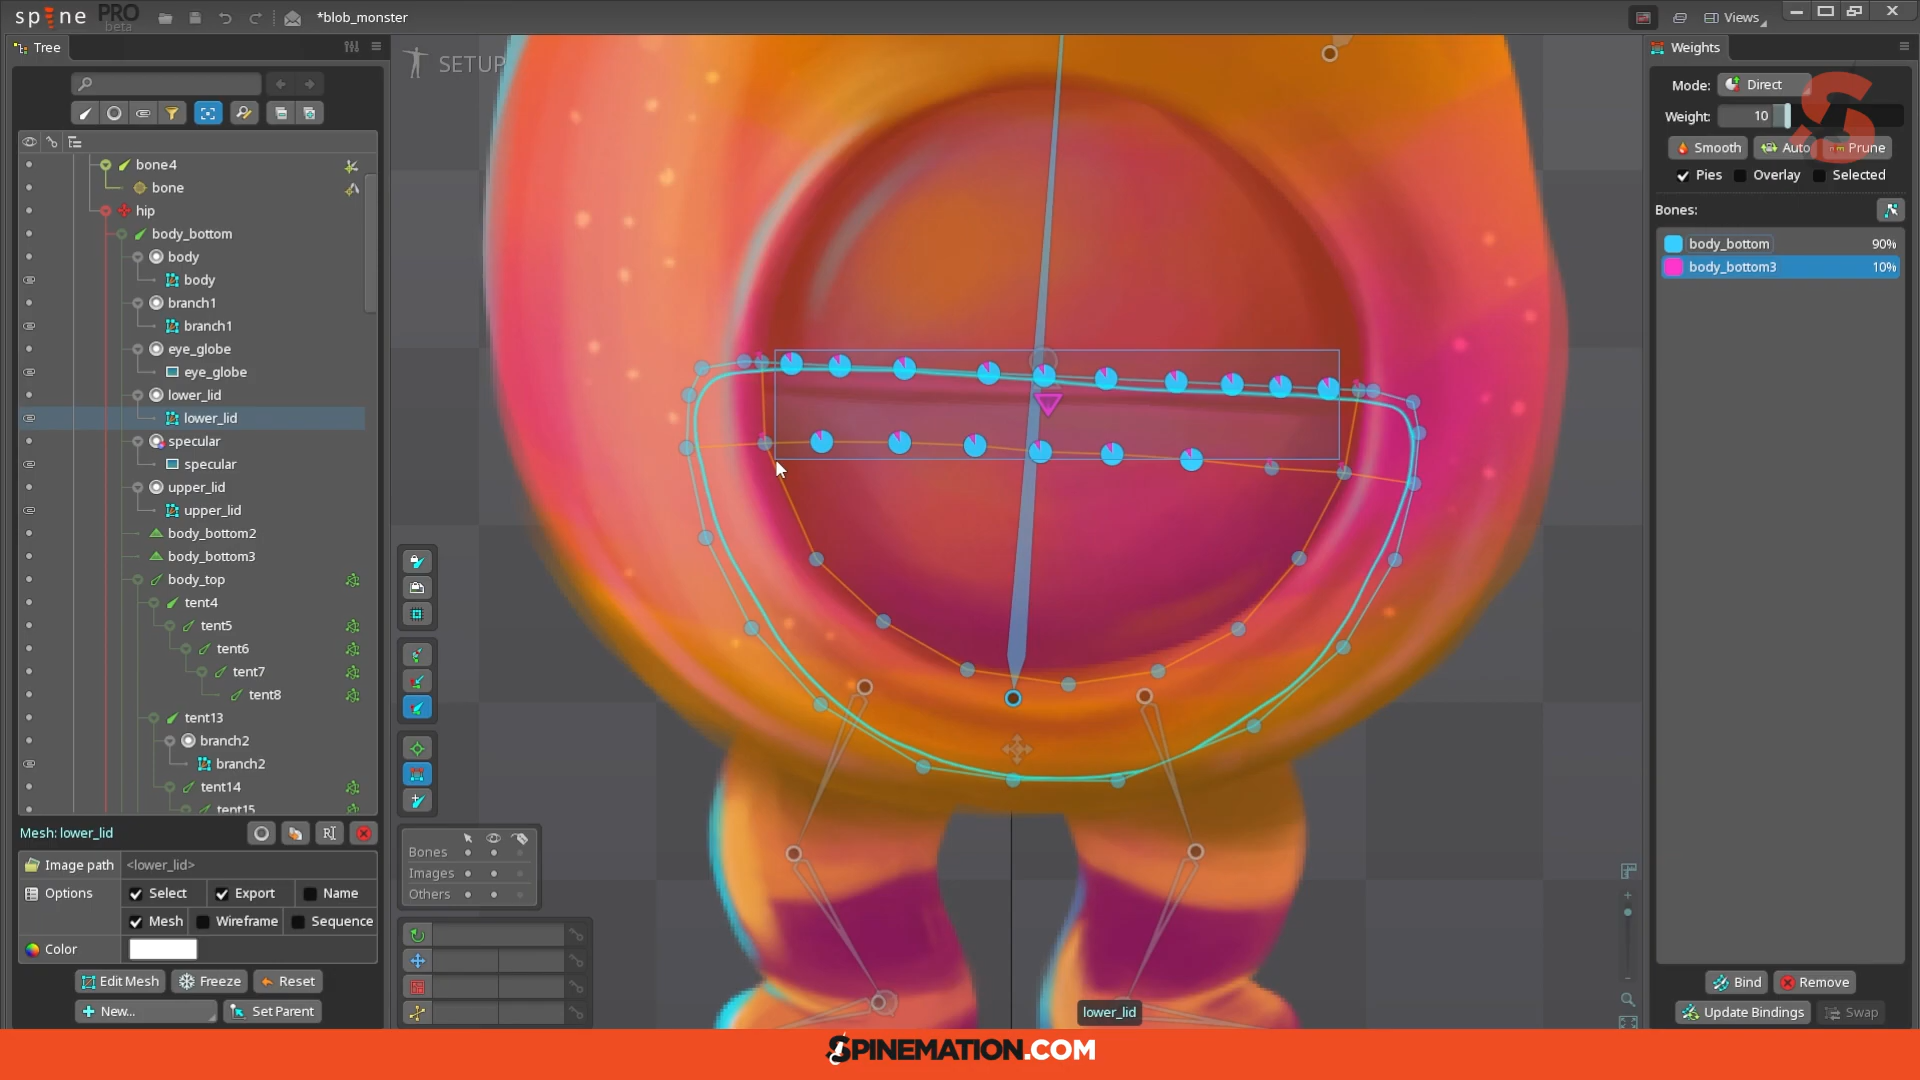 spine PRO beta
*blob_monster
Views
Tree
SETUP
Weights
Mode: Direct
Weight: 10
Smooth Auto Prune
Pies Overlay Selected
Bones:
body_bottom 90%
body_bottom3 10%
bone4
bone
hip
body_bottom
body
body
branch1
branch1
eye_globe
eye_globe
lower_lid
lower_lid
specular
specular
upper_lid
upper_lid
body_bottom2
body_bottom3
body_top
tent4
tent5
tent6
tent7
tent8
tent13
branch2
branch2
tent14
tent15
Mesh: lower_lid
Image path <lower_lid>
Options Select Export Name
Mesh Wireframe Sequence
Color
Edit Mesh Freeze Reset
New... Set Parent
Bones
Images
Others
lower_lid
Bind Remove
Update Bindings Swap
SPINEMATION.COM